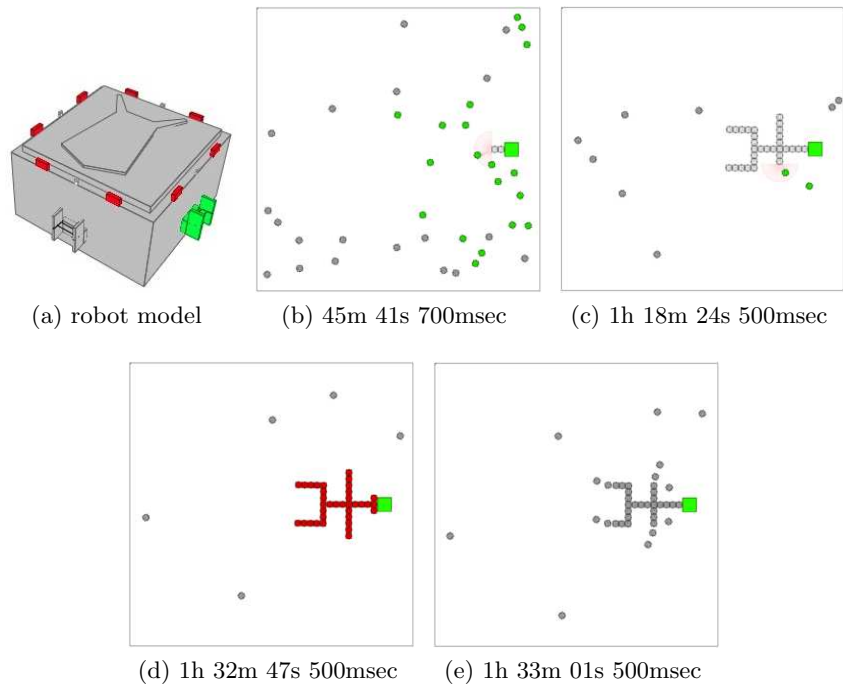 (a) robot model
(b) 45m 41s 700msec
(c) 1h 18m 24s 500msec
(d) 1h 32m 47s 500msec
(e) 1h 33m 01s 500msec